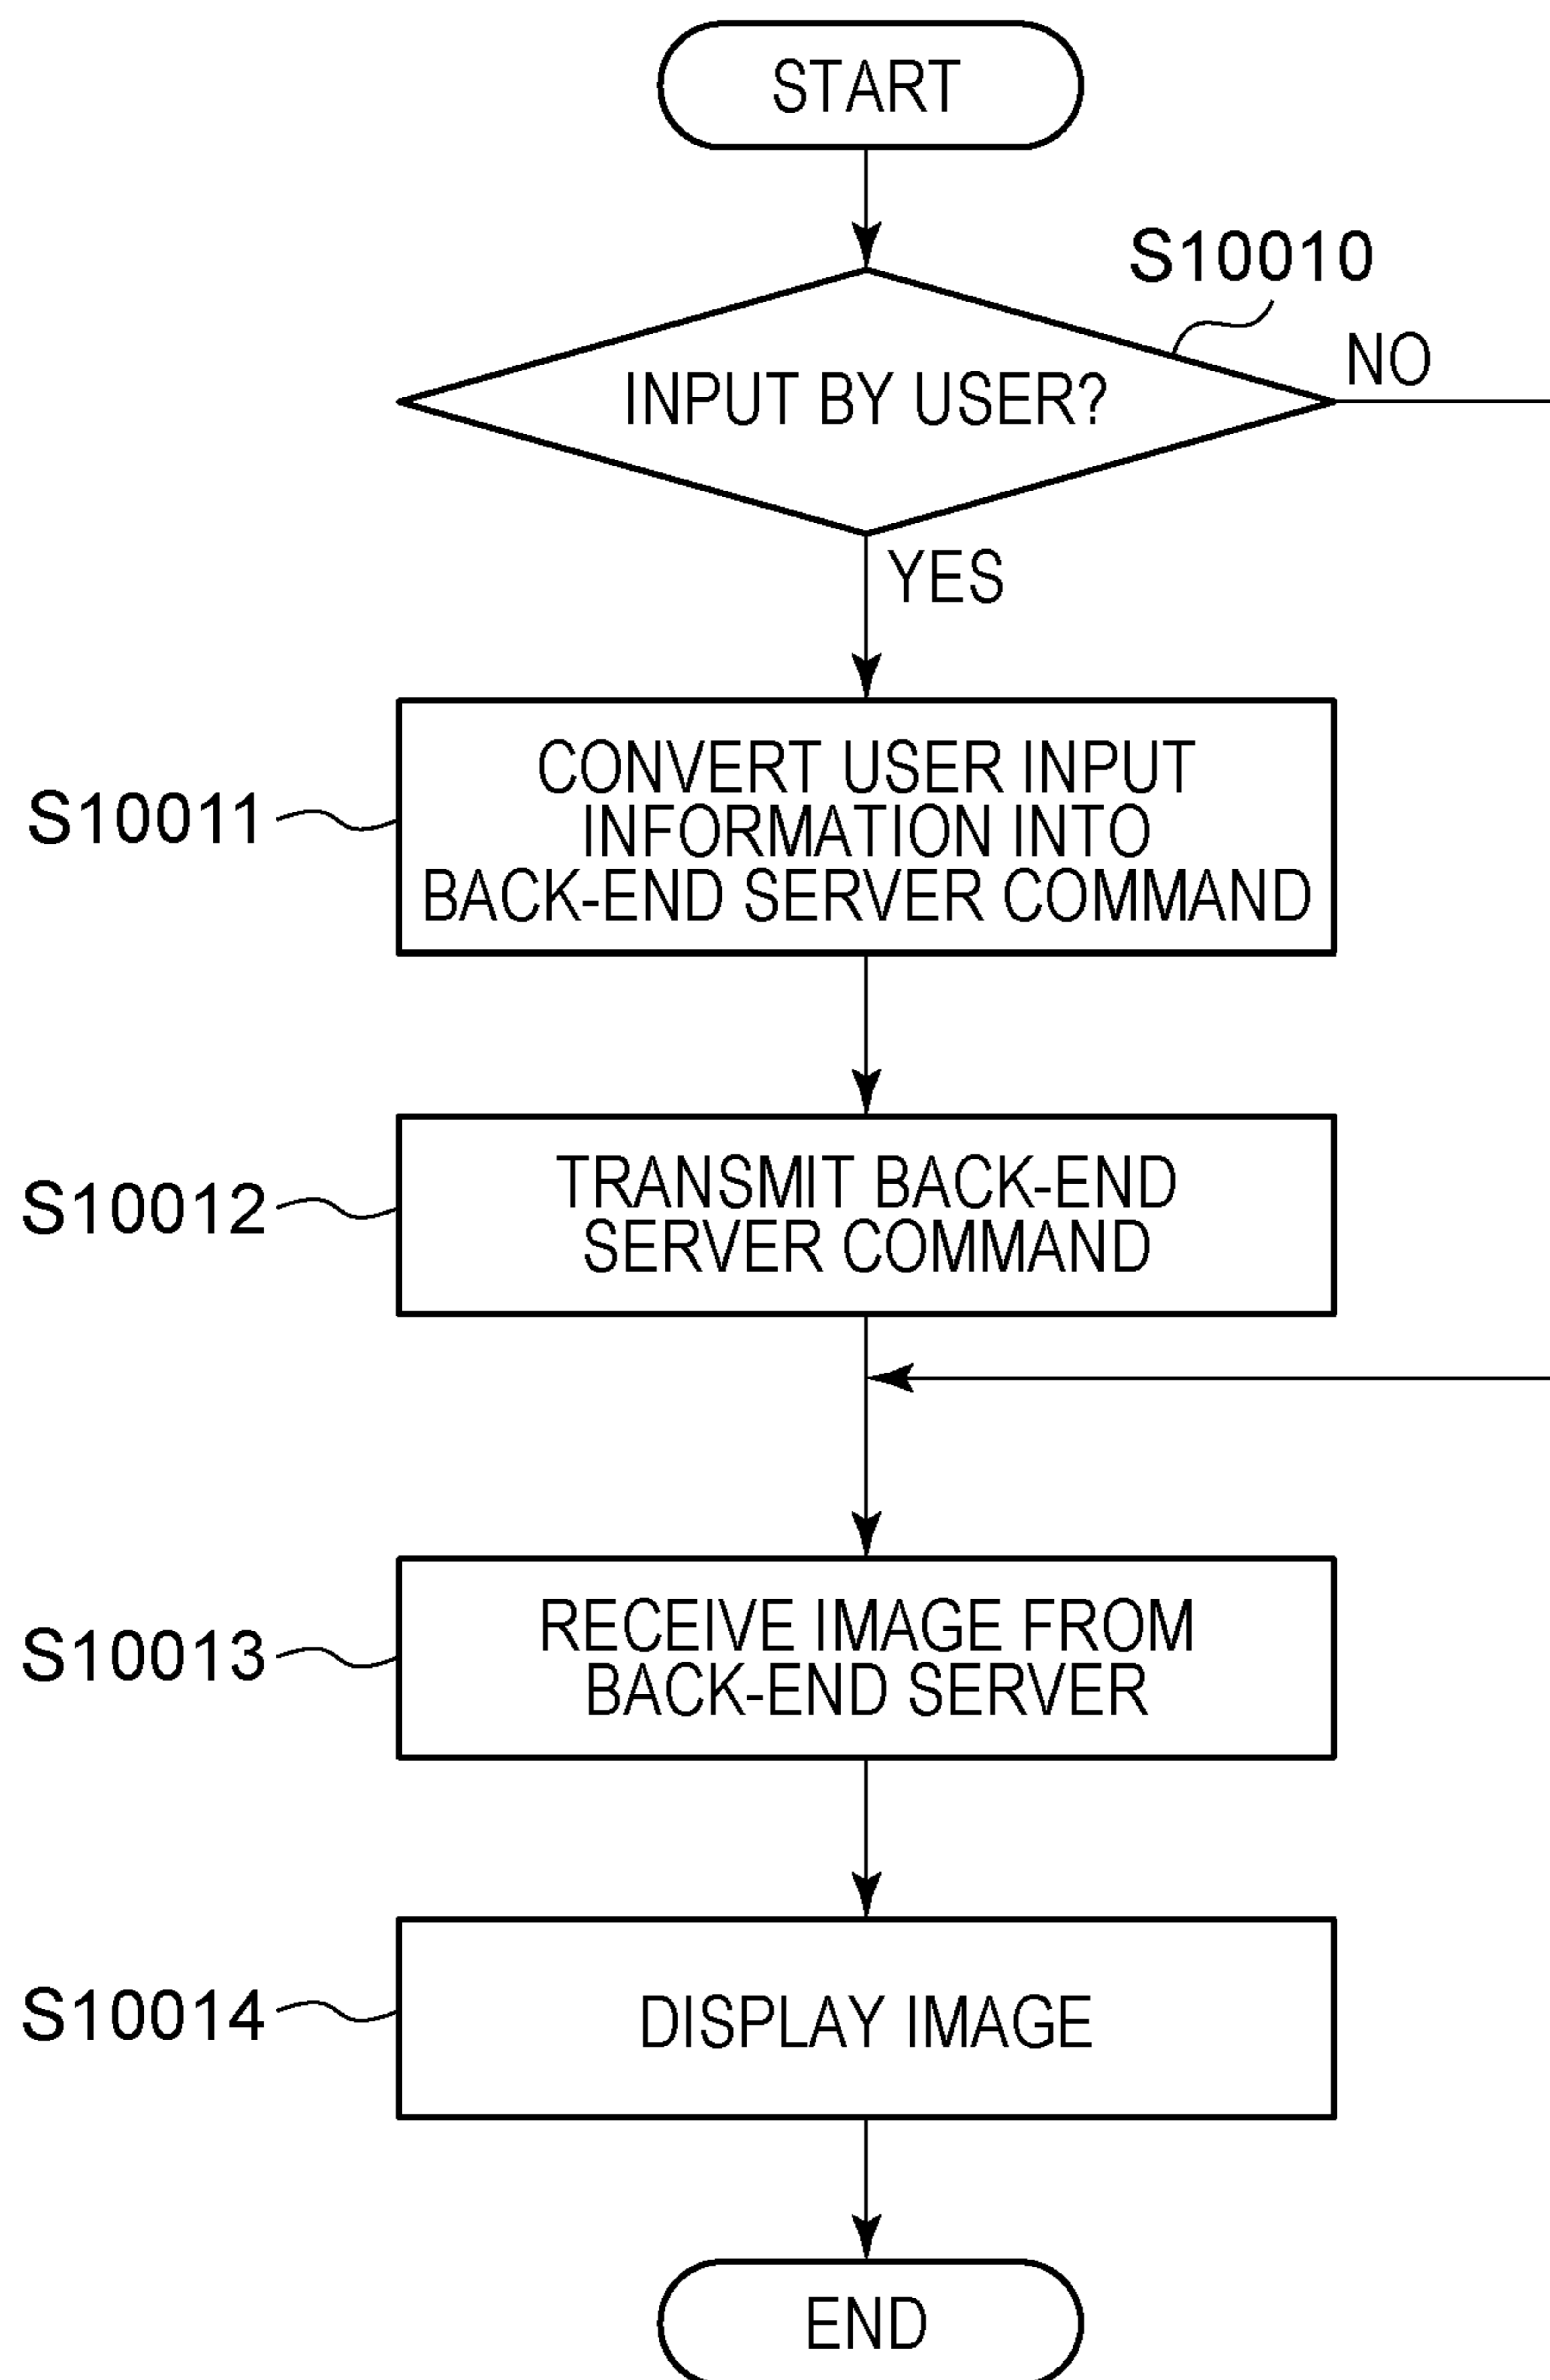 START
S10010
INPUT BY USER?
NO
YES
S10011
CONVERT USER INPUT
INFORMATION INTO
BACK-END SERVER COMMAND
S10012
TRANSMIT BACK-END
SERVER COMMAND
S10013
RECEIVE IMAGE FROM
BACK-END SERVER
S10014
DISPLAY IMAGE
END